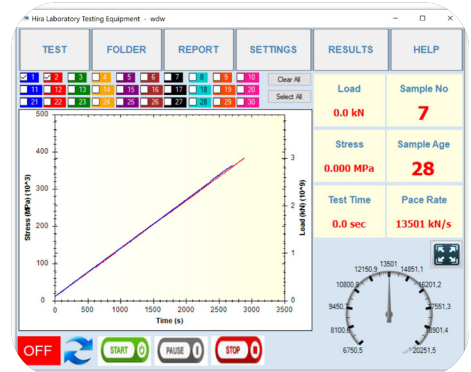 Hira Laboratory Testing Equipment - wdw
TEST FOLDER REPORT SETTINGS RESULTS HELP
1 2 3 4 5 6 7 8 9 10 Clear All
11 12 13 14 15 16 17 18 19 20
21 22 23 24 25 26 27 28 29 30 Select All
Load
0.0 kN
Sample No
7
Stress
0.000 MPa
Sample Age
28
Test Time
0.0 sec
Pace Rate
13501 kN/s
Stress (MPa) (10^3)
500
400
300
200
100
0
3
2
1
0
Load (kN) (10^9)
0 500 1000 1500 2000 2500 3000 3500
Time (s)
13501
12150,9 14851,1
10800,8 16201,2
9450,7 17551,3
8100,6 18901,4
6750,5 20251,5
OFF START PAUSE STOP